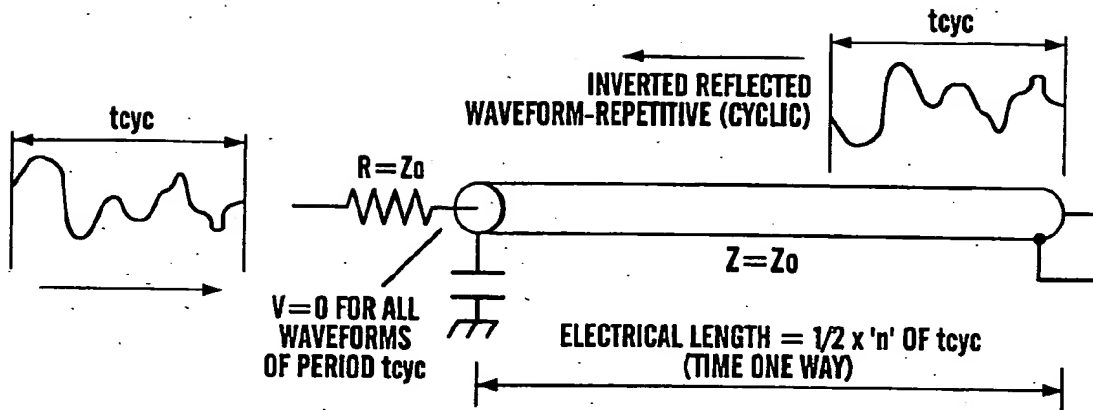 tcyc
INVERTED REFLECTED
WAVEFORM-REPETITIVE (CYCLIC)
tcyc
R=Zo
Z=Zo
V=0 FOR ALL
WAVEFORMS
OF PERIOD tcyc
ELECTRICAL LENGTH = 1/2 x 'n' OF tcyc
(TIME ONE WAY)